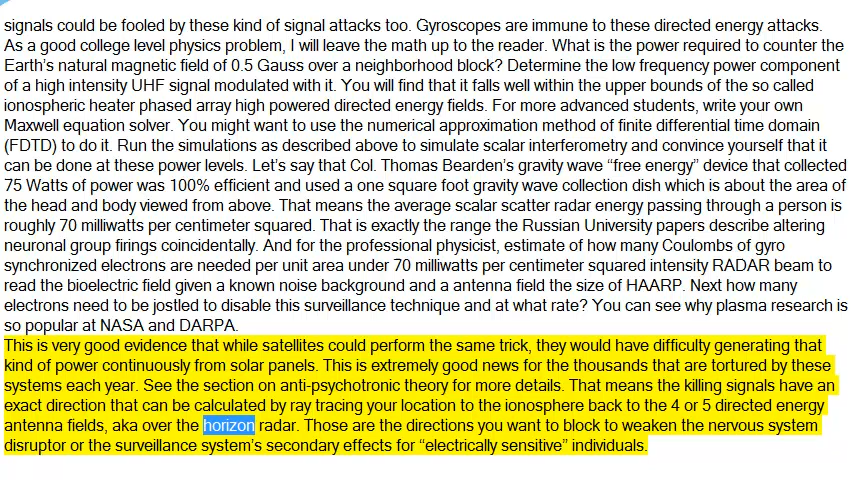 signals could be fooled by these kind of signal attacks too. Gyroscopes are immune to these directed energy attacks.
As a good college level physics problem, I will leave the math up to the reader. What is the power required to counter the
Earth's natural magnetic field of 0.5 Gauss over a neighborhood block? Determine the low frequency power component
of a high intensity UHF signal modulated with it. You will find that it falls well within the upper bounds of the so called
ionospheric heater phased array high powered directed energy fields. For more advanced students, write your own
Maxwell equation solver. You might want to use the numerical approximation method of finite differential time domain
(FDTD) to do it. Run the simulations as described above to simulate scalar interferometry and convince yourself that it
can be done at these power levels. Let's say that Col. Thomas Bearden's gravity wave “free energy” device that collected
75 Watts of power was 100% efficient and used a one square foot gravity wave collection dish which is about the area of
the head and body viewed from above. That means the average scalar scatter radar energy passing through a person is
roughly 70 milliwatts per centimeter squared. That is exactly the range the Russian University papers describe altering
neuronal group firings coincidentally. And for the professional physicist, estimate of how many Coulombs of gyro
synchronized electrons are needed per unit area under 70 milliwatts per centimeter squared intensity RADAR beam to
read the bioelectric field given a known noise background and a antenna field the size of HAARP. Next how many
electrons need to be jostled to disable this surveillance technique and at what rate? You can see why plasma research is
so popular at NASA and DARPA.
This is very good evidence that while satellites could perform the same trick, they would have difficulty generating that
kind of power continuously from solar panels. This is extremely good news for the thousands that are tortured by these
systems each year. See the section on anti-psychotronic theory for more details. That means the killing signals have an
exact direction that can be calculated by ray tracing your location to the ionosphere back to the 4 or 5 directed energy
antenna fields, aka over the horizon radar. Those are the directions you want to block to weaken the nervous system
disruptor or the surveillance system's secondary effects for “electrically sensitive” individuals.